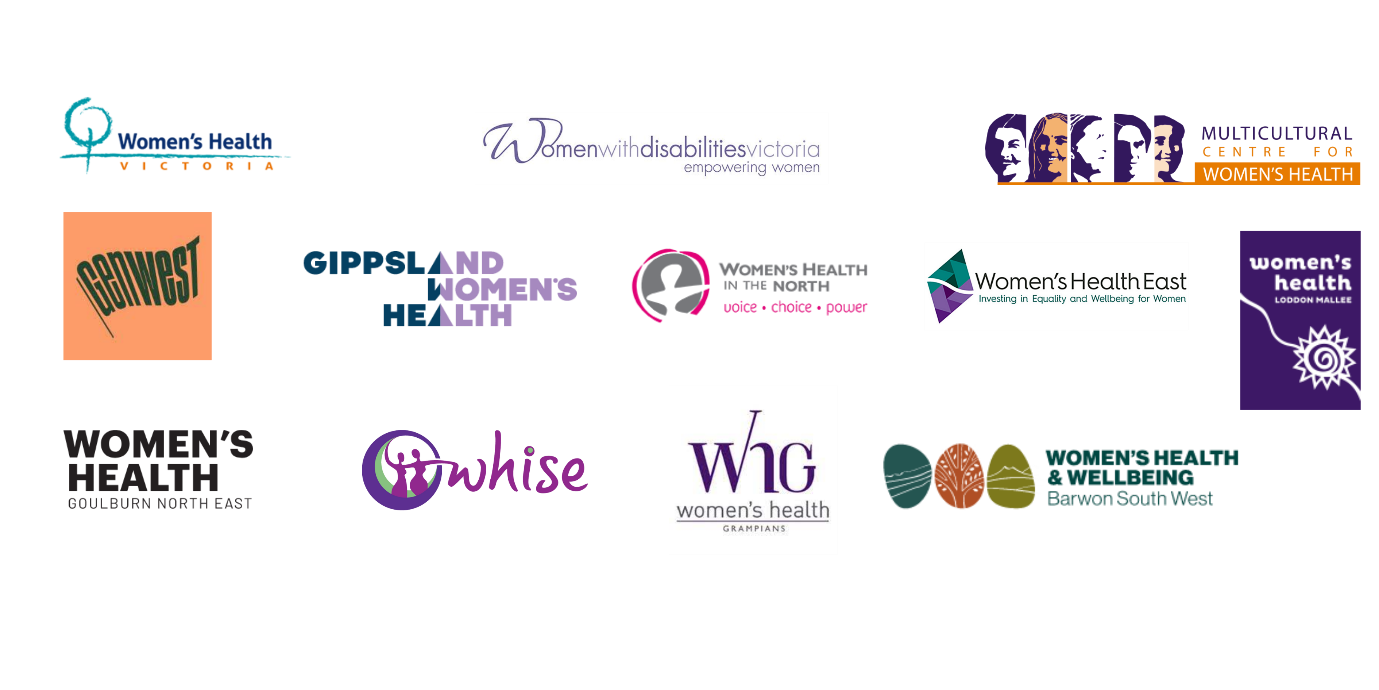 Women's Health
VICTORIA
Womenwithdisabilitiesvictoria
empowering women
MULTICULTURAL
CENTRE FOR
WOMEN'S HEALTH
GENWEST
GIPPSLAND
WOMEN'S
HEALTH
WOMEN'S HEALTH
IN THE NORTH
voice • choice • power
Women's Health East
Investing in Equality and Wellbeing for Women
women's
health
LODDON MALLEE
WOMEN'S
HEALTH
GOULBURN NORTH EAST
whise
whG
women's health
GRAMPIANS
WOMEN'S HEALTH
& WELLBEING
Barwon South West